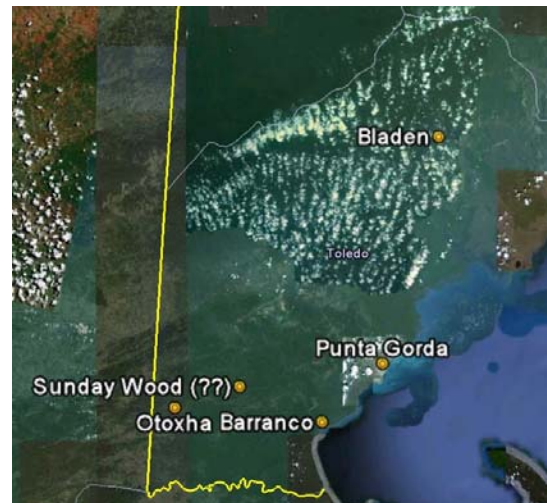 Bladen
Toledo
Punta Gorda
Sunday Wood (??)
Otoxha Barranco